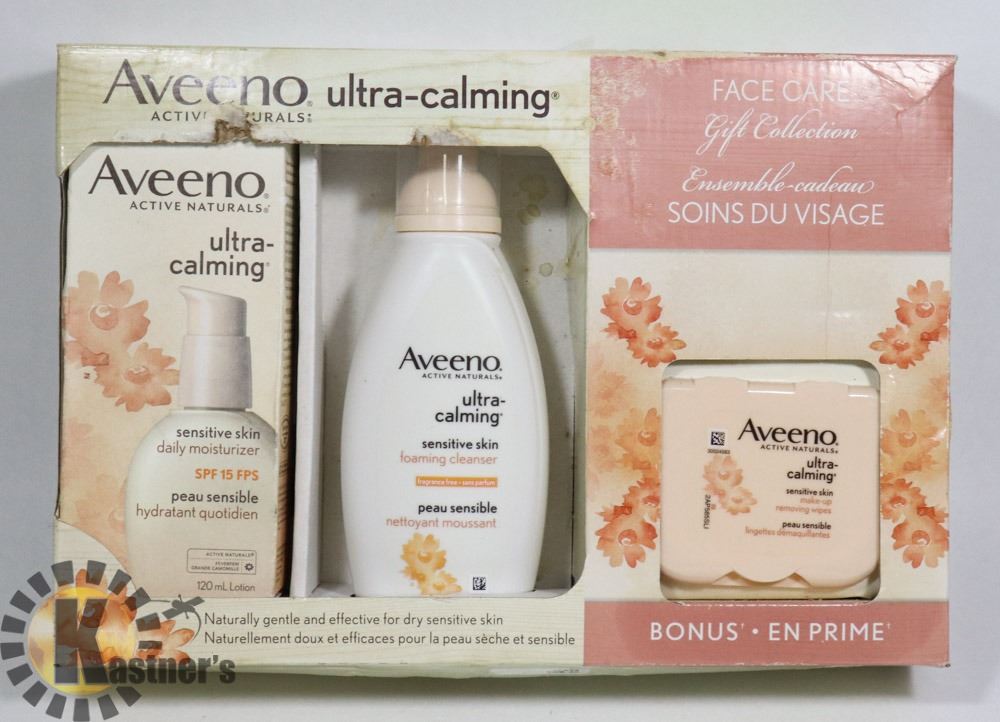 Aveeno® ultra-calming®
FACE CARE
Gift Collection
Ensemble-cadeau
SOINS DU VISAGE
Aveeno®
ACTIVE NATURALS®
ultra-
calming®
sensitive skin
daily moisturizer
SPF 15 FPS
peau sensible
hydratant quotidien
ACTIVE NATURALS®
FEVERFEW
GRANDE CAMOMILLE
120 mL Lotion
Aveeno®
ACTIVE NATURALS®
ultra-
calming®
sensitive skin
foaming cleanser
fragrance free • sans parfum
peau sensible
nettoyant moussant
Aveeno®
ACTIVE NATURALS®
ultra-
calming®
sensitive skin
make-up
removing wipes
peau sensible
lingettes démaquillantes
Naturally gentle and effective for dry sensitive skin
Naturellement doux et efficaces pour la peau sèche et sensible
BONUS† • EN PRIME†
Kastner's